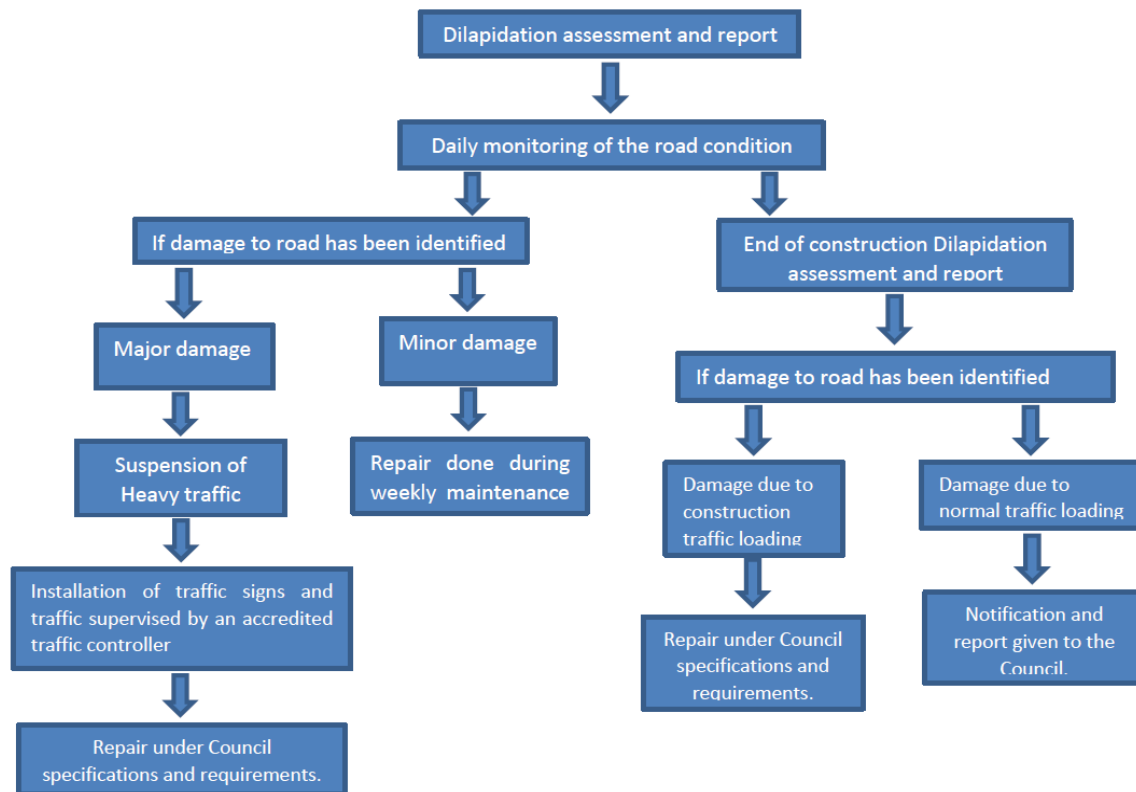 Dilapidation assessment and report
Daily monitoring of the road condition
If damage to road has been identified
End of construction Dilapidation
assessment and report
Major damage
Minor damage
If damage to road has been identified
Suspension of
Heavy traffic
Repair done during
weekly maintenance
Damage due to
construction
traffic loading
Damage due to
normal traffic loading
Installation of traffic signs and
traffic supervised by an accredited
traffic controller
Repair under Council
specifications and
requirements.
Notification and
report given to the
Council.
Repair under Council
specifications and requirements.